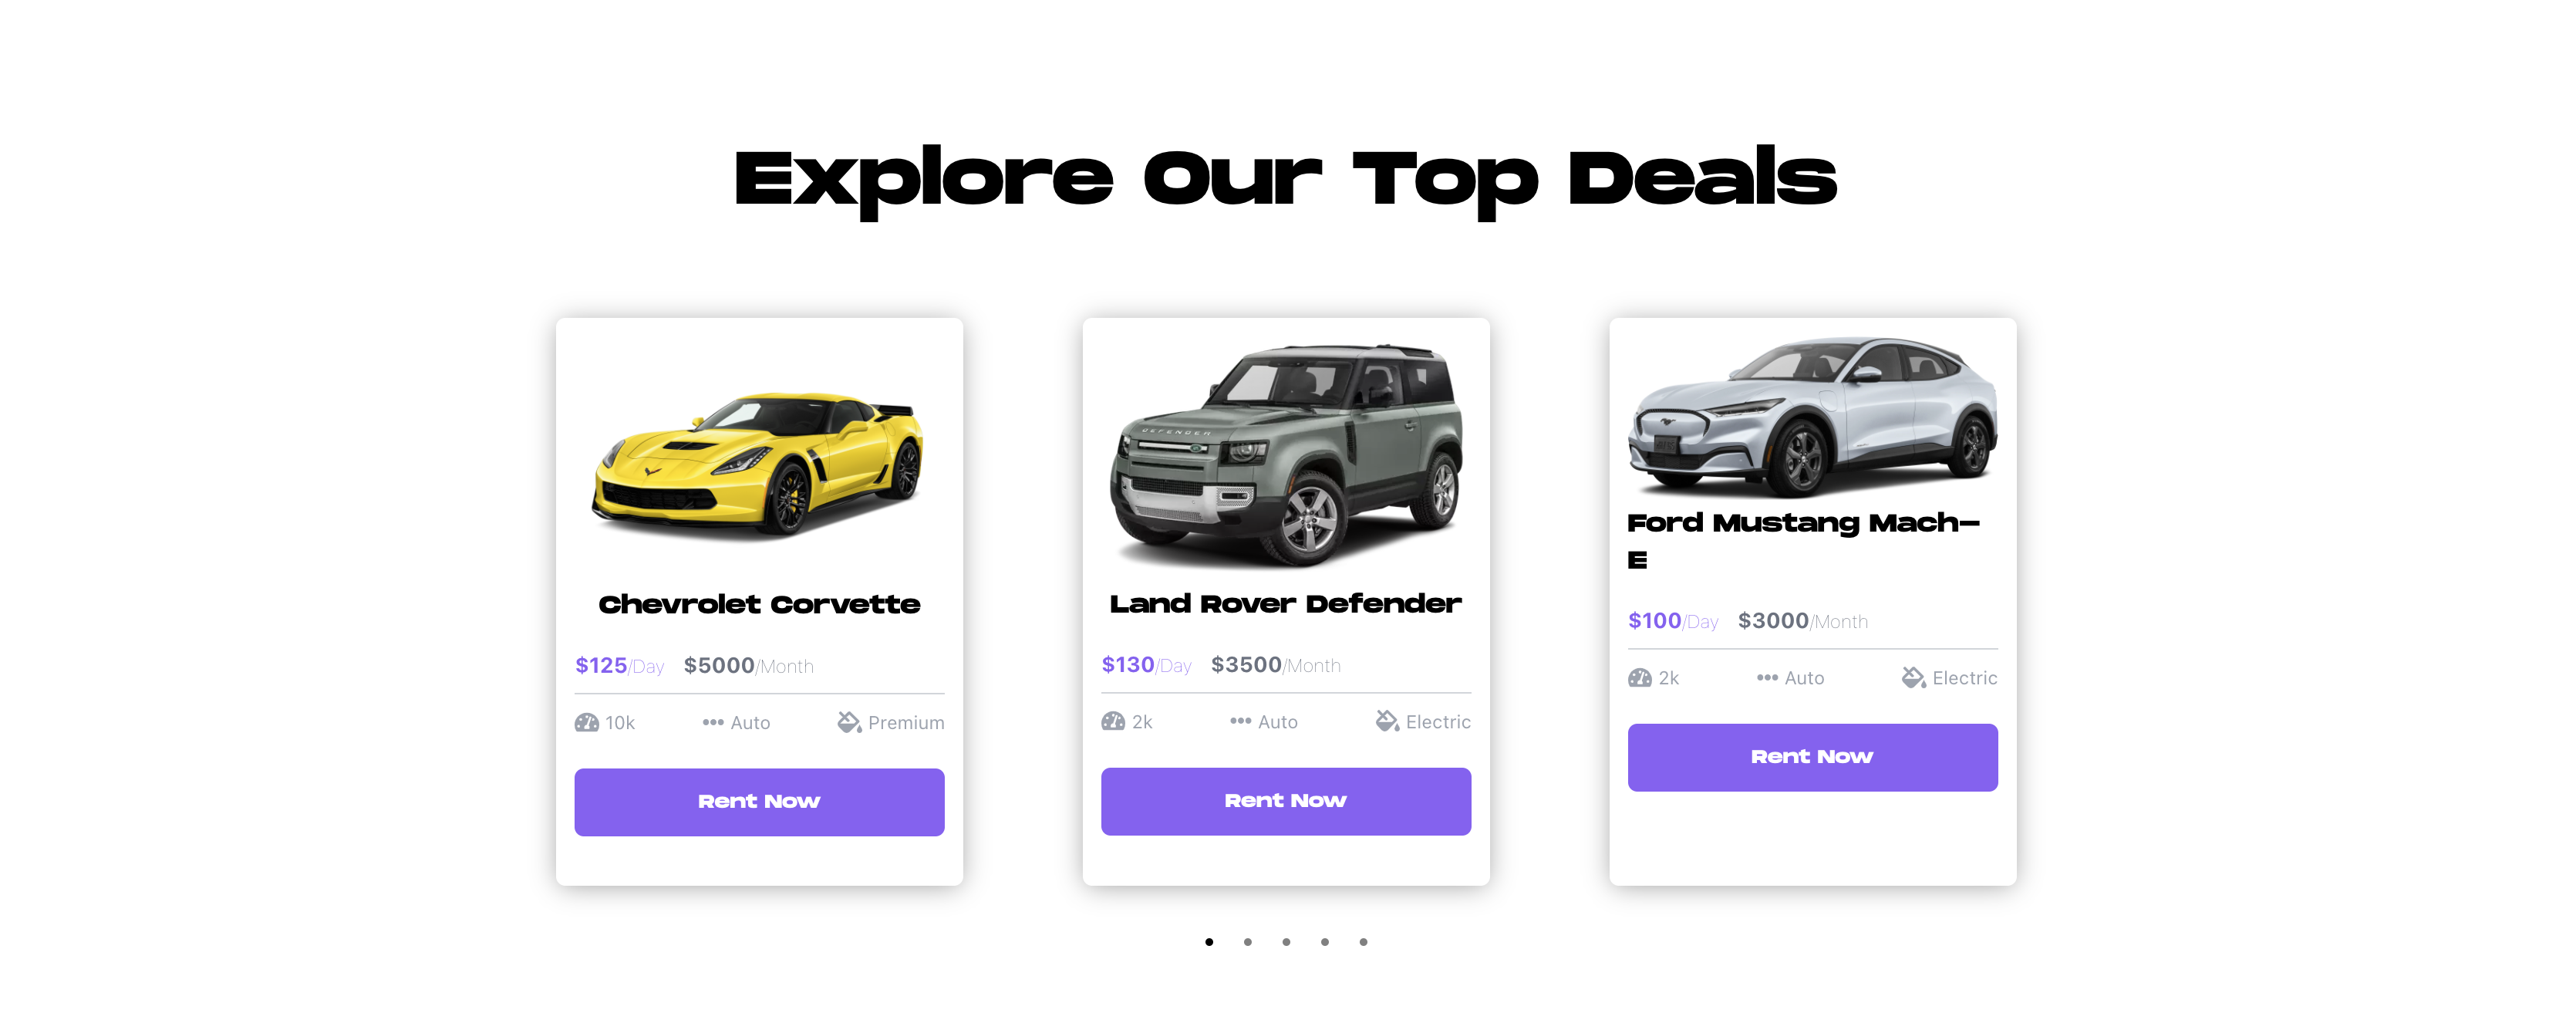 Explore Our Top Deals
DEFENDER
Chevrolet Corvette
$125/Day $5000/Month
10k Auto Premium
Rent Now
Land Rover Defender
$130/Day $3500/Month
2k Auto Electric
Rent Now
Ford Mustang Mach-
E
$100/Day $3000/Month
2k Auto Electric
Rent Now